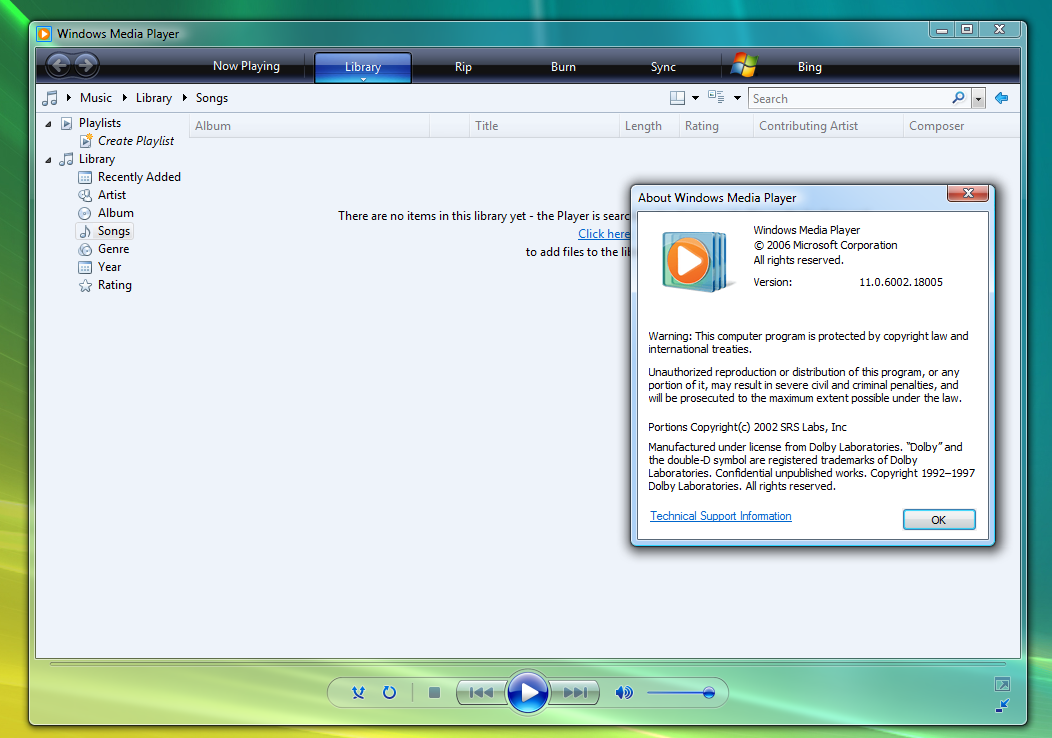 Windows Media Player
Now Playing
Library
Rip
Burn
Sync
Bing
Music
Library
Songs
Search
Playlists
Create Playlist
Library
Recently Added
Artist
Album
Songs
Genre
Year
Rating
Album
Title
Length
Rating
Contributing Artist
Composer
There are no items in this library yet - the Player is
Click here
to add files to the
About Windows Media Player
Windows Media Player
© 2006 Microsoft Corporation
All rights reserved.
Version: 11.0.6002.18005
Warning: This computer program is protected by copyright law and
international treaties.
Unauthorized reproduction or distribution of this program, or any
portion of it, may result in severe civil and criminal penalties, and
will be prosecuted to the maximum extent possible under the law.
Portions Copyright(c) 2002 SRS Labs, Inc
Manufactured under license from Dolby Laboratories. “Dolby” and
the double-D symbol are registered trademarks of Dolby
Laboratories. Confidential unpublished works. Copyright 1992–1997
Dolby Laboratories. All rights reserved.
Technical Support Information
OK